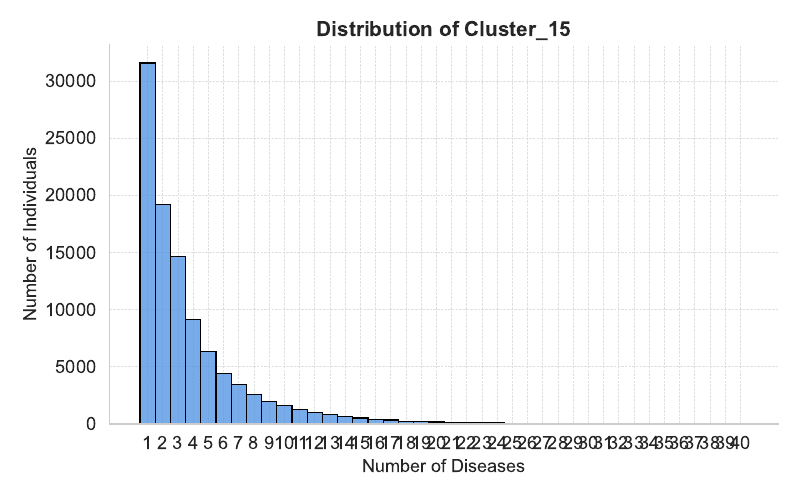 Distribution of Cluster_15
Number of Individuals
30000
25000
20000
15000
10000
5000
0
1 2 3 4 5 6 7 8 9 10 11 12 13 14 15 16 17 18 19 20 21 22 23 24 25 26 27 28 29 30 31 32 33 34 35 36 37 38 39 40
Number of Diseases